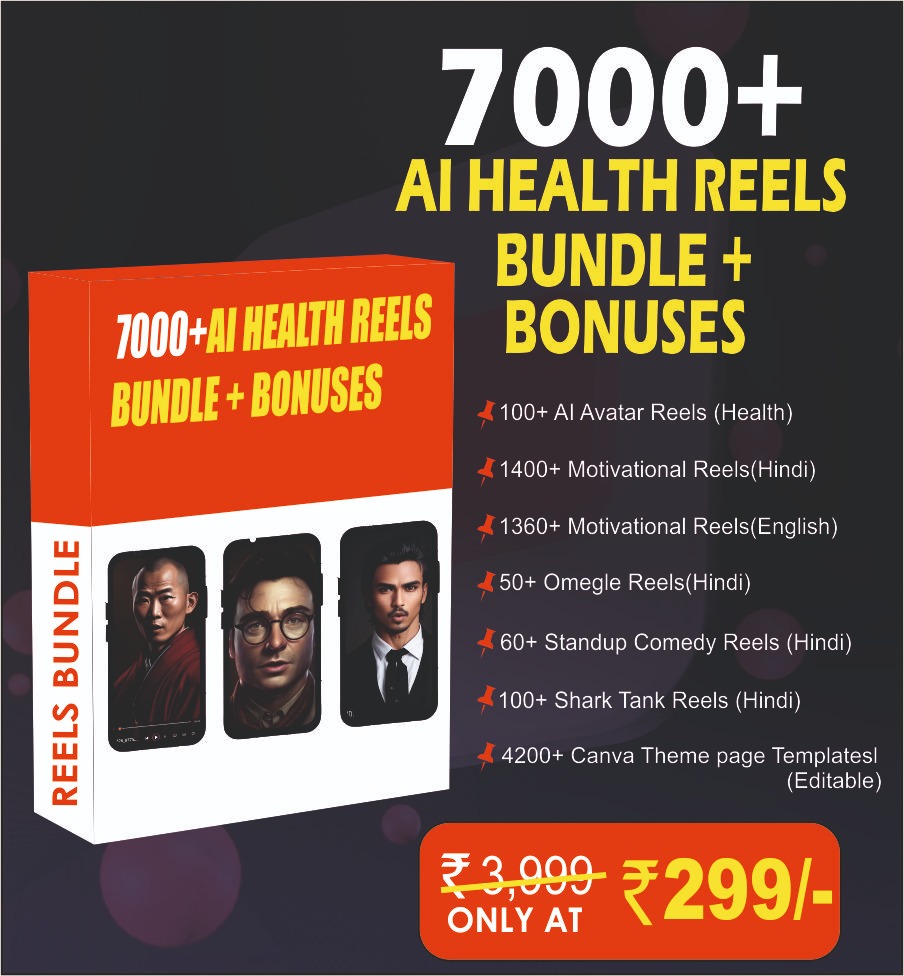 7000+
AI HEALTH REELS
BUNDLE +
BONUSES
7000+AI HEALTH REELS
BUNDLE + BONUSES
REELS BUNDLE
100+ AI Avatar Reels (Health)
1400+ Motivational Reels(Hindi)
1360+ Motivational Reels(English)
50+ Omegle Reels(Hindi)
60+ Standup Comedy Reels (Hindi)
100+ Shark Tank Reels (Hindi)
4200+ Canva Theme page Templatesl
(Editable)
₹ 3,999
ONLY AT
₹299/-